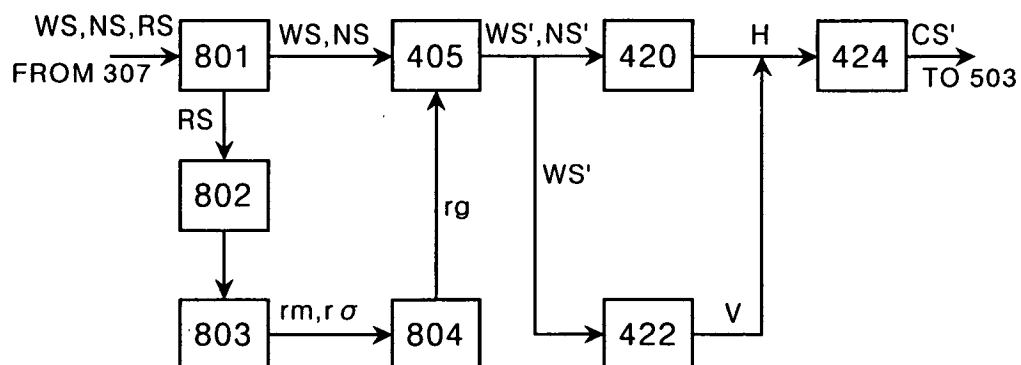 WS,NS,RS
FROM 307
801
WS,NS
405
WS',NS'
420
H
424
CS'
TO 503
RS
802
rg
WS'
803
rm,rσ
804
422
V